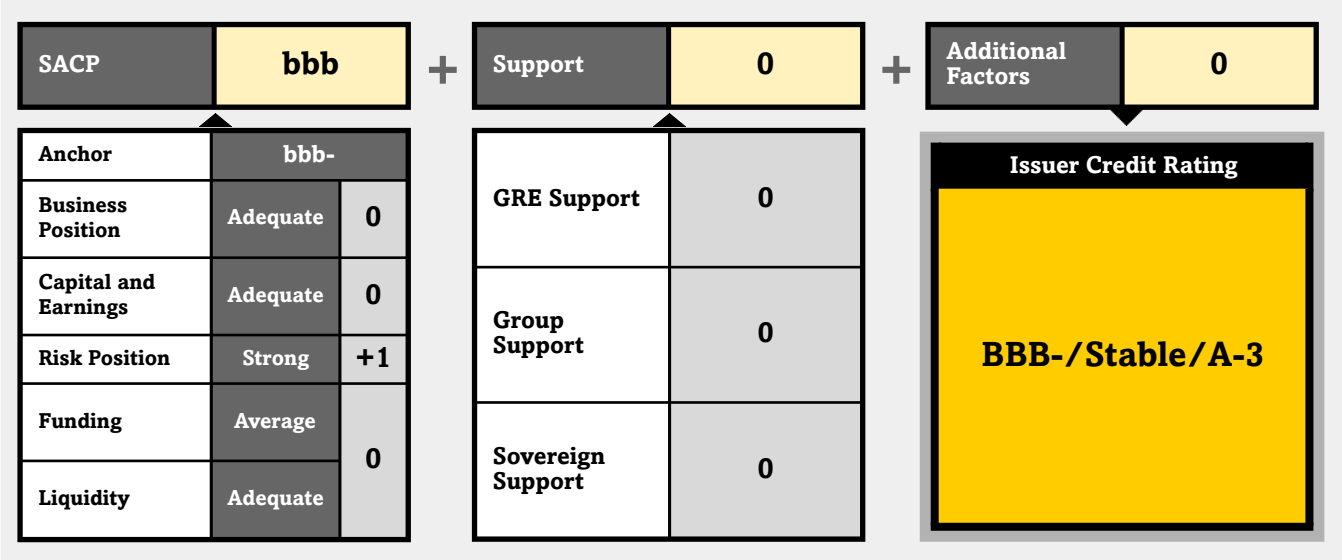 SACP
bbb
+
Support
0
+
Additional
Factors
0
Anchor
bbb-
Business
Position
Adequate
0
Capital and
Earnings
Adequate
0
Risk Position
Strong
+1
Funding
Average
Liquidity
Adequate
0
GRE Support
0
Group
Support
0
Sovereign
Support
0
Issuer Credit Rating
BBB-/Stable/A-3